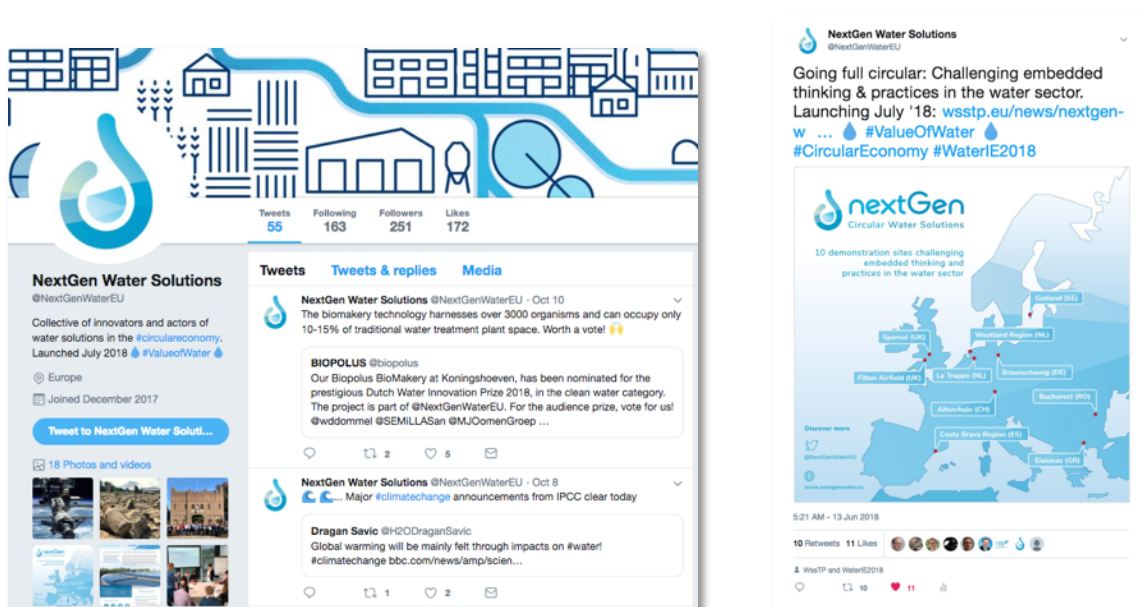 Tweets
55
Following
163
Followers
251
Likes
172
NextGen Water Solutions
@NextGenWaterEU
Collective of innovators and actors of
water solutions in the #circulareconomy.
Launched July 2018 #ValueofWater
Europe
Joined December 2017
Tweet to NextGen Water Soluti...
18 Photos and videos
Tweets Tweets & replies Media
NextGen Water Solutions @NextGenWaterEU · Oct 10
The biomakery technology harnesses over 3000 organisms and can occupy only
10-15% of traditional water treatment plant space. Worth a vote!
BIOPOLUS @biopolus
Our Biopolus BioMakery at Koningshoeven, has been nominated for the
prestigious Dutch Water Innovation Prize 2018, in the clean water category.
The project is part of @NextGenWaterEU. For the audience prize, vote for us!
@wddommel @SEMiLLASan @MJOomenGroep ...
2 5
NextGen Water Solutions @NextGenWaterEU · Oct 8
... Major #climatechange announcements from IPCC clear today
Dragan Savic @H2ODraganSavic
Global warming will be mainly felt through impacts on #water!
#climatechange bbc.com/news/amp/scien...
1 2
NextGen Water Solutions
@NextGenWaterEU
Going full circular: Challenging embedded
thinking & practices in the water sector.
Launching July '18: wsstp.eu/news/nextgen-
w ... #ValueOfWater
#CircularEconomy #WaterIE2018
nextGen
Circular Water Solutions
10 demonstration sites challenging
embedded thinking and
practices in the water sector
Gotland (SE)
Spernal (UK)
Westland Region (NL)
Filton Airfield (UK)
La Trappe (NL)
Braunschweig (DE)
Altenrhein (CH)
Bucharest (RO)
Costa Brava Region (ES)
Discover more
@NextGenWaterEU
www.nextgenwater.eu
5:21 AM - 13 Jun 2018
10 Retweets 11 Likes
WssTP and WaterIE2018
10 11